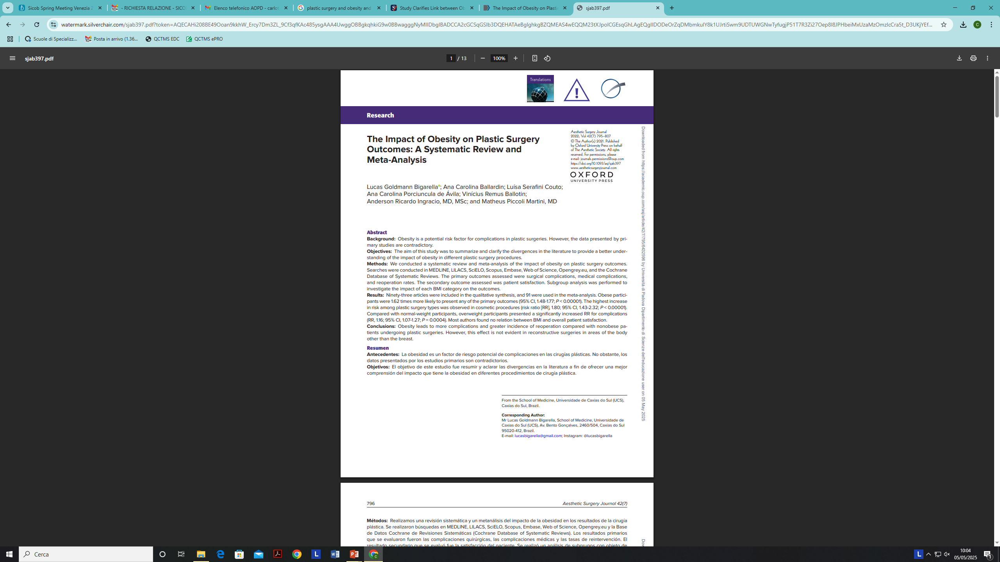 Sicob Spring Meeting Venezia 2
- RICHIESTA RELAZIONE - SICO
Elenco telefonico AOPD - carlot
plastic surgery and obesity and
Study Clarifies Link between Ob
The Impact of Obesity on Plasti
sjab397.pdf
Scuole di Specializz...
Posta in arrivo (1.36...
QCTMS EDC
QCTMS ePRO
sjab397.pdf
1 / 13
100%
Translations
Research
The Impact of Obesity on Plastic Surgery
Outcomes: A Systematic Review and
Meta-Analysis
Aesthetic Surgery Journal
2022, Vol 42(7) 795–807
© The Author(s) 2021. Published
by Oxford University Press on behalf
of The Aesthetic Society. All rights
reserved. For permissions, please
e-mail: journals.permissions@oup.com
https://doi.org/10.1093/asj/sjab397
www.aestheticsurgeryjournal.com
OXFORD
UNIVERSITY PRESS
Lucas Goldmann Bigarella; Ana Carolina Ballardin; Luísa Serafini Couto;
Ana Carolina Porciuncula de Ávila; Vinícius Remus Ballotin;
Anderson Ricardo Ingracio, MD, MSc; and Matheus Piccoli Martini, MD
Abstract
Background: Obesity is a potential risk factor for complications in plastic surgeries. However, the data presented by pri-
mary studies are contradictory.
Objectives: The aim of this study was to summarize and clarify the divergences in the literature to provide a better under-
standing of the impact of obesity in different plastic surgery procedures.
Methods: We conducted a systematic review and meta-analysis of the impact of obesity on plastic surgery outcomes.
Searches were conducted in MEDLINE, LILACS, SciELO, Scopus, Embase, Web of Science, Opengrey.eu, and the Cochrane
Database of Systematic Reviews. The primary outcomes assessed were surgical complications, medical complications,
and reoperation rates. The secondary outcome assessed was patient satisfaction. Subgroup analysis was performed to
investigate the impact of each BMI category on the outcomes.
Results: Ninety-three articles were included in the qualitative synthesis, and 91 were used in the meta-analysis. Obese partici-
pants were 1.62 times more likely to present any of the primary outcomes (95% CI, 1.48-1.77; P < 0.00001). The highest increase
in risk among plastic surgery types was observed in cosmetic procedures (risk ratio [RR], 1.80; 95% CI, 1.43-2.32; P < 0.00001).
Compared with normal-weight participants, overweight participants presented a significantly increased RR for complications
(RR, 1.16; 95% CI, 1.07-1.27; P = 0.0004). Most authors found no relation between BMI and overall patient satisfaction.
Conclusions: Obesity leads to more complications and greater incidence of reoperation compared with nonobese pa-
tients undergoing plastic surgeries. However, this effect is not evident in reconstructive surgeries in areas of the body
other than the breast.
Resumen
Antecedentes: La obesidad es un factor de riesgo potencial de complicaciones en las cirugías plásticas. No obstante, los
datos presentados por los estudios primarios son contradictorios.
Objetivos: El objetivo de este estudio fue resumir y aclarar las divergencias en la literatura a fin de ofrecer una mejor
comprensión del impacto que tiene la obesidad en diferentes procedimientos de cirugía plástica.
From the School of Medicine, Universidade de Caxias do Sul (UCS),
Caxias do Sul, Brazil.
Corresponding Author:
Mr Lucas Goldmann Bigarella, School of Medicine, Universidade de
Caxias do Sul (UCS), Av. Bento Gonçalves, 2460/504, Caxias do Sul
95020-412, Brazil.
E-mail: lucasbigarella@gmail.com; Instagram: @lucasbigarella
Downloaded from https://academic.oup.com/asj/article/42/7/795/6432596 by Università di Padova Dipartimento di Scienze dell'educazione user on 05 May 2025
796
Aesthetic Surgery Journal 42(7)
Métodos: Realizamos una revisión sistemática y un metanálisis del impacto de la obesidad en los resultados de la cirugía
plástica. Se realizaron búsquedas en MEDLINE, LILACS, SciELO, Scopus, Embase, Web of Science, Opengrey.eu y la Base
de Datos Cochrane de Revisiones Sistemáticas (Cochrane Database of Systematic Reviews). Los resultados primarios
que se evaluaron fueron las complicaciones quirúrgicas, las complicaciones médicas y las tasas de reintervención. El
resultado secundario que se evaluó fue la satisfacción del paciente. Se realizó un análisis de subgrupos con objeto de
Dow
Cerca
10:04
05/05/2025